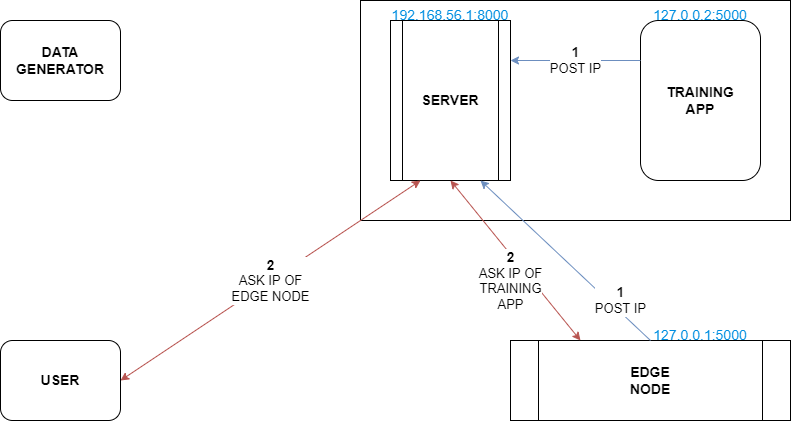 192.168.56.1:8000
127.0.0.2:5000
DATA
GENERATOR
1
POST IP
SERVER
TRAINING
APP
2
ASK IP OF
EDGE NODE
2
ASK IP OF
TRAINING
APP
1
POST IP
127.0.0.1:5000
USER
EDGE
NODE